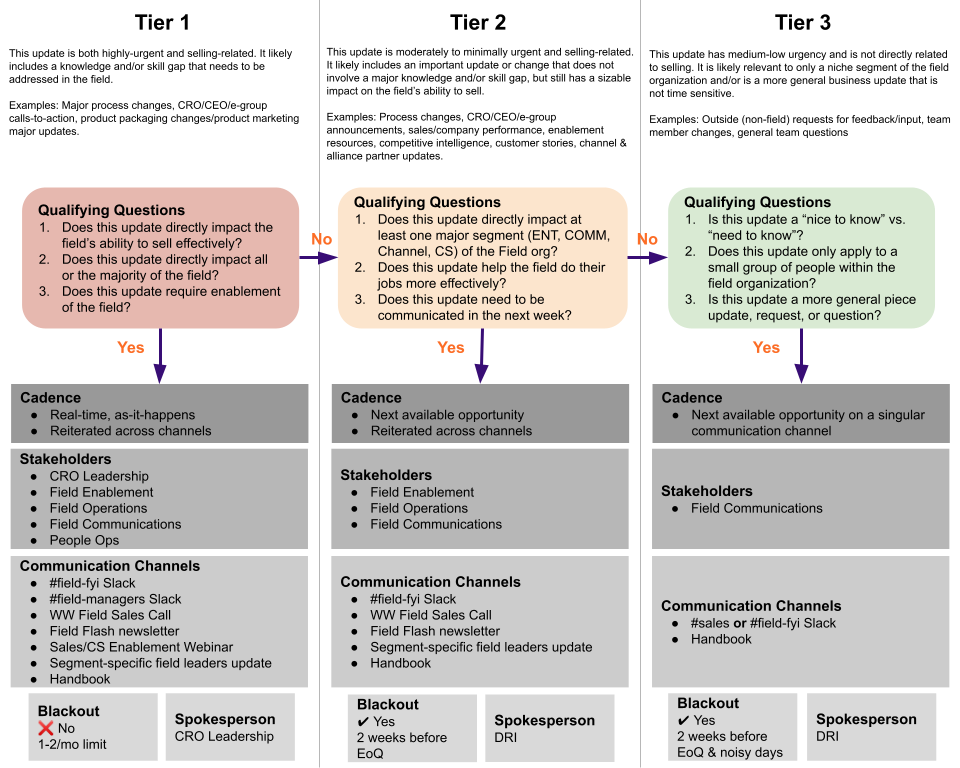 Tier 1
This update is both highly-urgent and selling-related. It likely
includes a knowledge and/or skill gap that needs to be
addressed in the field.
Examples: Major process changes, CRO/CEO/e-group
calls-to-action, product packaging changes/product marketing
major updates.
Qualifying Questions
1. Does this update directly impact the
field's ability to sell effectively?
2. Does this update directly impact all
or the majority of the field?
3. Does this update require enablement
of the field?
No
Yes
Cadence
● Real-time, as-it-happens
● Reiterated across channels
Stakeholders
● CRO Leadership
● Field Enablement
● Field Operations
● Field Communications
● People Ops
Communication Channels
● #field-fyi Slack
● #field-managers Slack
● WW Field Sales Call
● Field Flash newsletter
● Sales/CS Enablement Webinar
● Segment-specific field leaders update
● Handbook
Blackout
❌ No
1-2/mo limit
Spokesperson
CRO Leadership
Tier 2
This update is moderately to minimally urgent and selling-related.
It likely includes an important update or change that does not
involve a major knowledge and/or skill gap, but still has a sizable
impact on the field's ability to sell.
Examples: Process changes, CRO/CEO/e-group
announcements, sales/company performance, enablement
resources, competitive intelligence, customer stories, channel &
alliance partner updates.
Qualifying Questions
1. Does this update directly impact at
least one major segment (ENT, COMM,
Channel, CS) of the Field org?
2. Does this update help the field do their
jobs more effectively?
3. Does this update need to be
communicated in the next week?
No
Yes
Cadence
● Next available opportunity
● Reiterated across channels
Stakeholders
● Field Enablement
● Field Operations
● Field Communications
Communication Channels
● #field-fyi Slack
● WW Field Sales Call
● Field Flash newsletter
● Segment-specific field leaders update
● Handbook
Blackout
✔ Yes
2 weeks before
EoQ
Spokesperson
DRI
Tier 3
This update has medium-low urgency and is not directly related
to selling. It is likely relevant to only a niche segment of the field
organization and/or is a more general business update that is
not time sensitive.
Examples: Outside (non-field) requests for feedback/input, team
member changes, general team questions
Qualifying Questions
1. Is this update a “nice to know” vs.
“need to know”?
2. Does this update only apply to a
small group of people within the
field organization?
3. Is this update a more general piece
update, request, or question?
Yes
Cadence
● Next available opportunity on a singular
communication channel
Stakeholders
● Field Communications
Communication Channels
● #sales or #field-fyi Slack
● Handbook
Blackout
✔ Yes
2 weeks before
EoQ & noisy days
Spokesperson
DRI